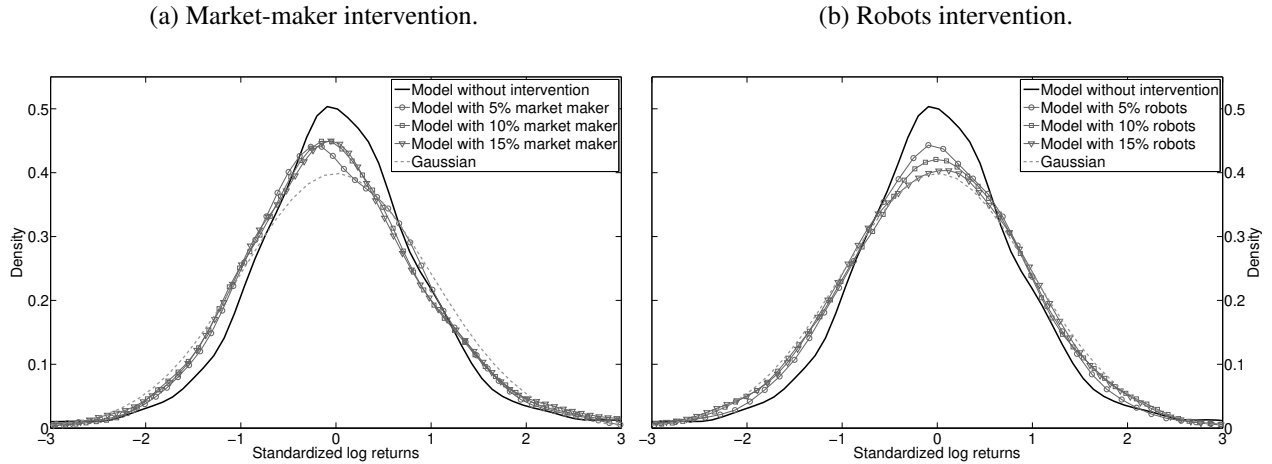 (a) Market-maker intervention.
(b) Robots intervention.
Model without intervention
Model with 5% market maker
Model with 10% market maker
Model with 15% market maker
Gaussian
Density
0.5
0.4
0.3
0.2
0.1
0
−3
−2
−1
0
1
2
3
Standardized log returns
Model without intervention
Model with 5% robots
Model with 10% robots
Model with 15% robots
Gaussian
0.5
0.4
0.3
0.2
0.1
0
Density
−3
−2
−1
0
1
2
3
Standardized log returns